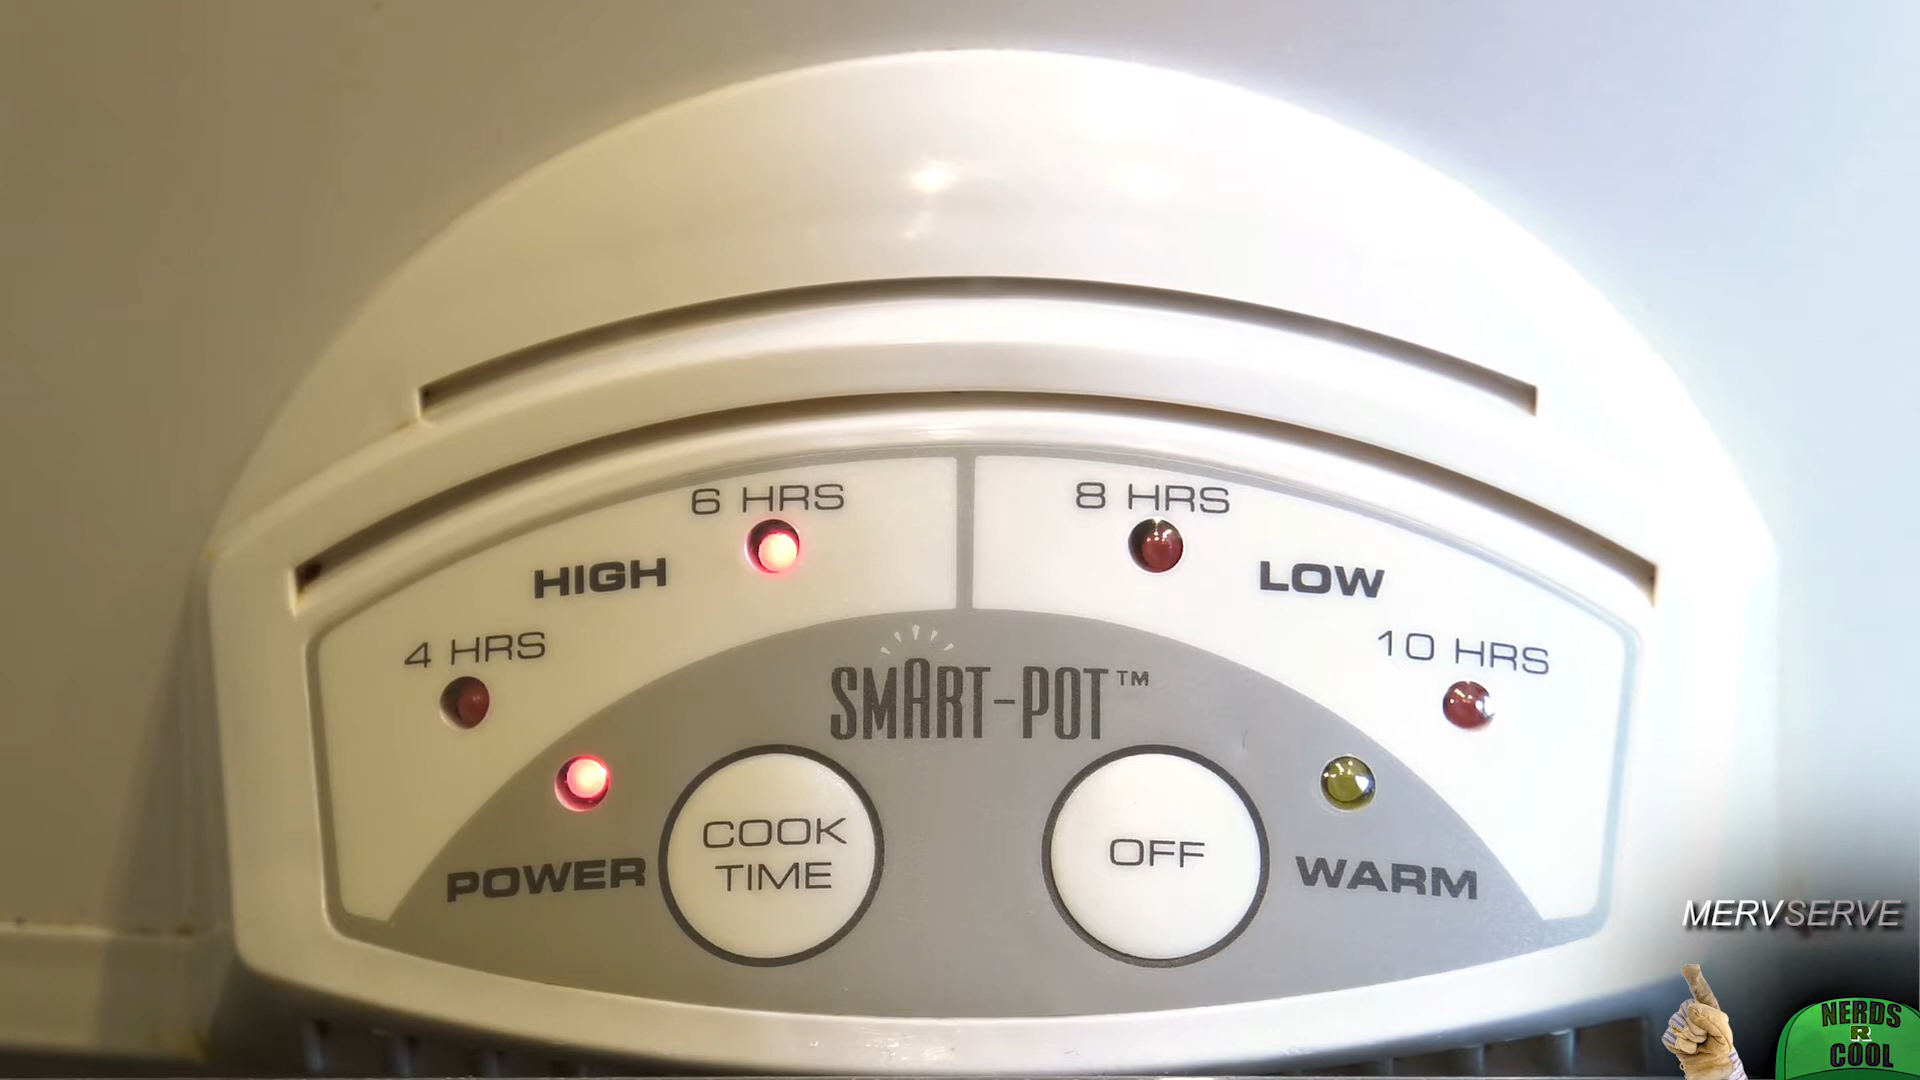 6 HRS
8 HRS
HIGH
LOW
4 HRS
10 HRS
SMART-POT™
COOK
TIME
OFF
POWER
WARM
MERVSERVE
NERDS
R
COOL